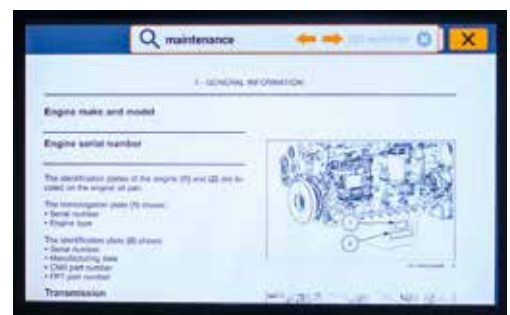 maintenance
1 - GENERAL INFORMATION
Engine make and model
Engine serial number
The identification plates of the engine (1) and (2) are lo-
cated on the engine oil pan.
The homologation plate (1) shows:
• Serial number
• Engine type
The identification plate (2) shows:
• Serial number
• Manufacturing date
• CNH part number
• FPT part number
Transmission